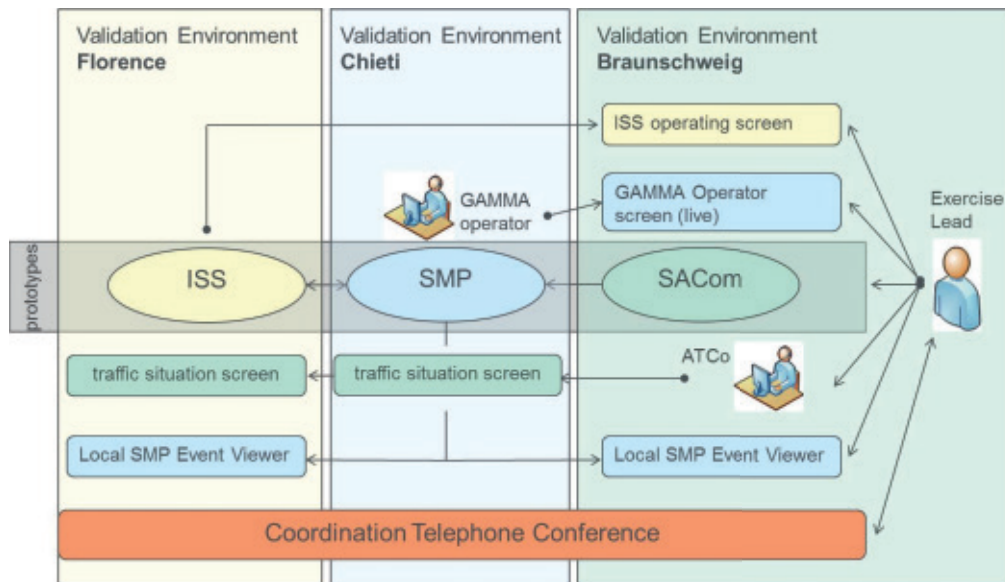 Validation Environment
Florence
Validation Environment
Chieti
Validation Environment
Braunschweig
ISS operating screen
GAMMA
operator
GAMMA Operator
screen (live)
Exercise
Lead
prototypes
ISS
SMP
SACom
traffic situation screen
traffic situation screen
ATCo
Local SMP Event Viewer
Local SMP Event Viewer
Coordination Telephone Conference